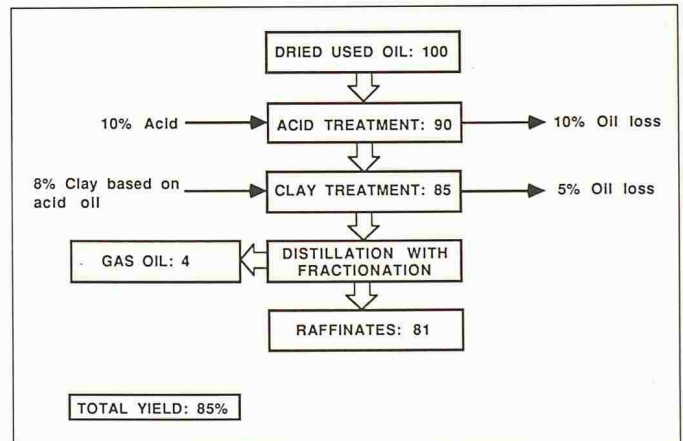 DRIED USED OIL: 100
10% Acid
ACID TREATMENT: 90
10% Oil loss
8% Clay based on
acid oil
CLAY TREATMENT: 85
5% Oil loss
GAS OIL: 4
DISTILLATION WITH
FRACTIONATION
RAFFINATES: 81
TOTAL YIELD: 85%